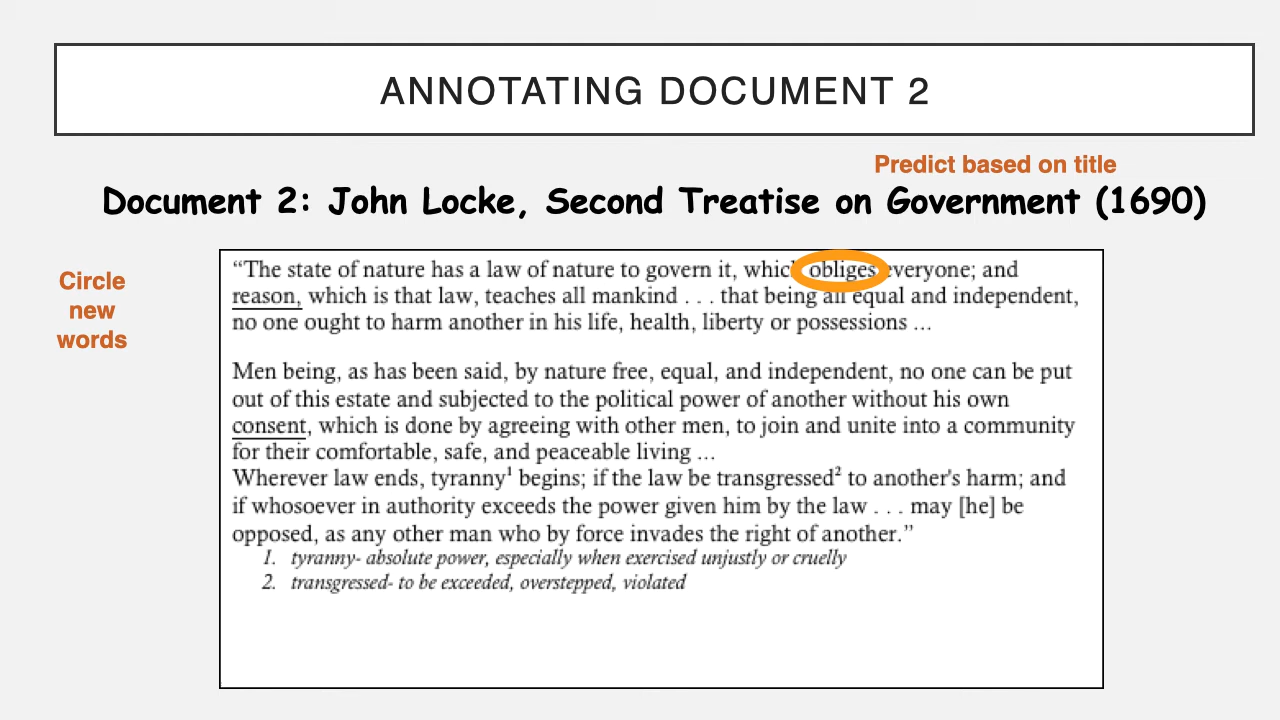 ANNOTATING DOCUMENT 2
Predict based on title
Document 2: John Locke, Second Treatise on Government (1690)
Circle
new
words
“The state of nature has a law of nature to govern it, which obliges everyone; and
reason, which is that law, teaches all mankind . . . that being all equal and independent,
no one ought to harm another in his life, health, liberty or possessions ...
Men being, as has been said, by nature free, equal, and independent, no one can be put
out of this estate and subjected to the political power of another without his own
consent, which is done by agreeing with other men, to join and unite into a community
for their comfortable, safe, and peaceable living ...
Wherever law ends, tyranny¹ begins; if the law be transgressed² to another's harm; and
if whosoever in authority exceeds the power given him by the law . . . may [he] be
opposed, as any other man who by force invades the right of another.”
1. tyranny- absolute power, especially when exercised unjustly or cruelly
2. transgressed- to be exceeded, overstepped, violated